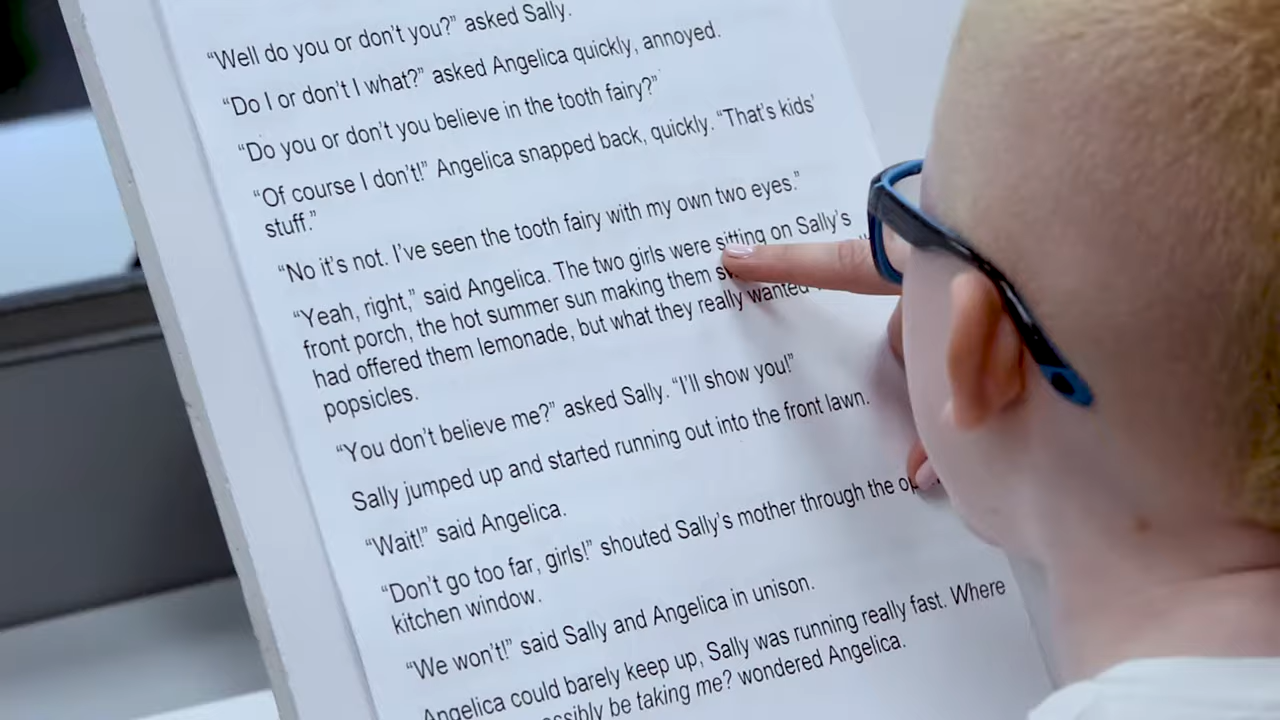 “Well do you or don’t you?” asked Sally.
“Do I or don’t I what?” asked Angelica quickly, annoyed.
“Do you or don’t you believe in the tooth fairy?”
“Of course I don’t!” Angelica snapped back, quickly. “That’s kids’
stuff.”
“No it’s not. I’ve seen the tooth fairy with my own two eyes.”
“Yeah, right,” said Angelica. The two girls were sitting on Sally’s
front porch, the hot summer sun making them
had offered them lemonade, but what they really wanted
popsicles.
“You don’t believe me?” asked Sally. “I’ll show you!”
Sally jumped up and started running out into the front lawn.
“Wait!” said Angelica.
“Don’t go too far, girls!” shouted Sally’s mother through the
kitchen window.
“We won’t!” said Sally and Angelica in unison.
Angelica could barely keep up, Sally was running really fast. Where
be taking me? wondered Angelica.